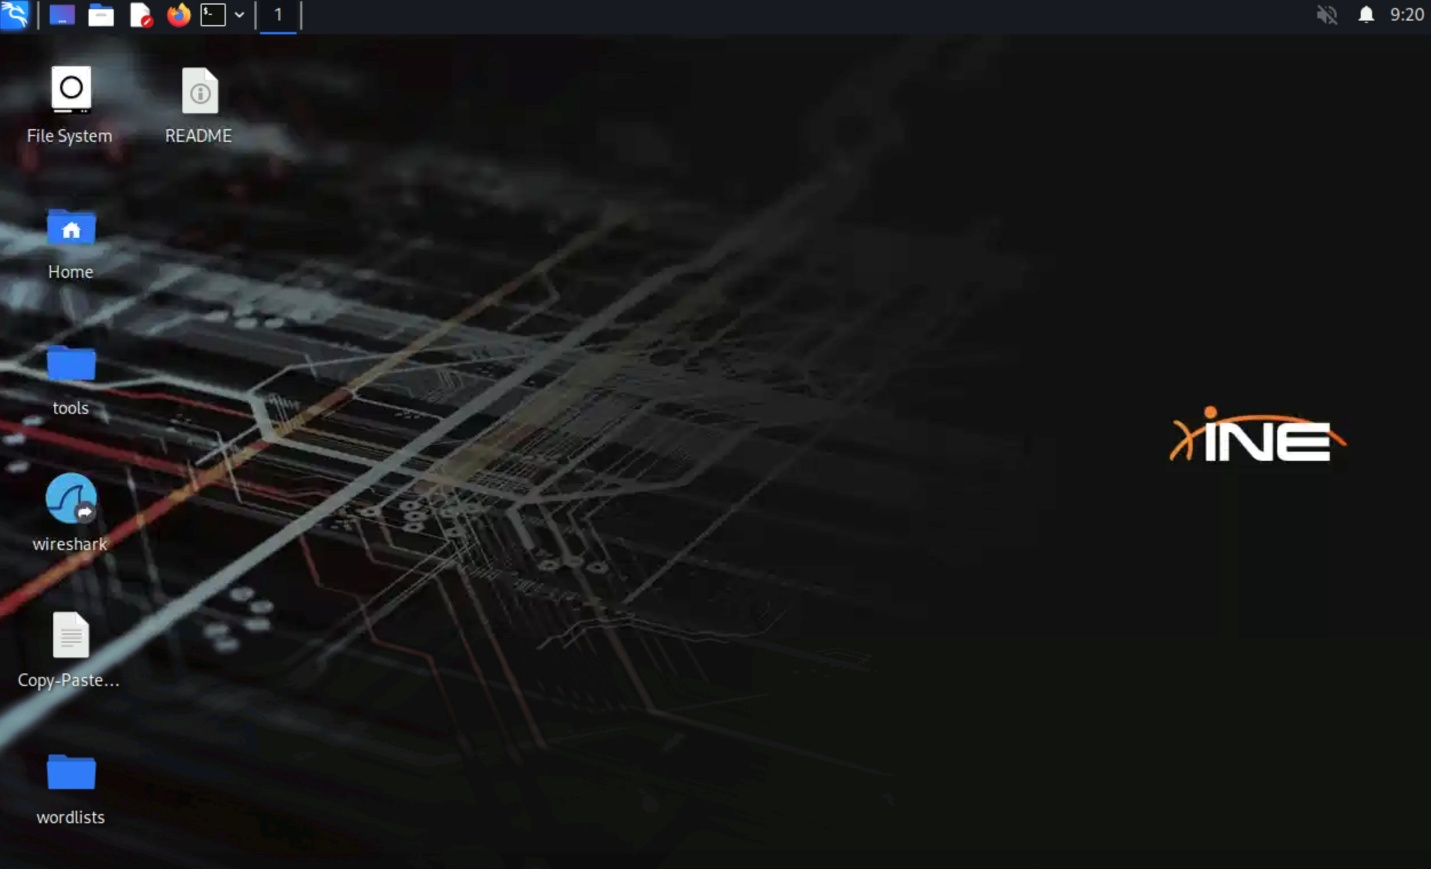 1
9:20
File System
README
Home
tools
iNE
wireshark
Copy-Paste...
wordlists